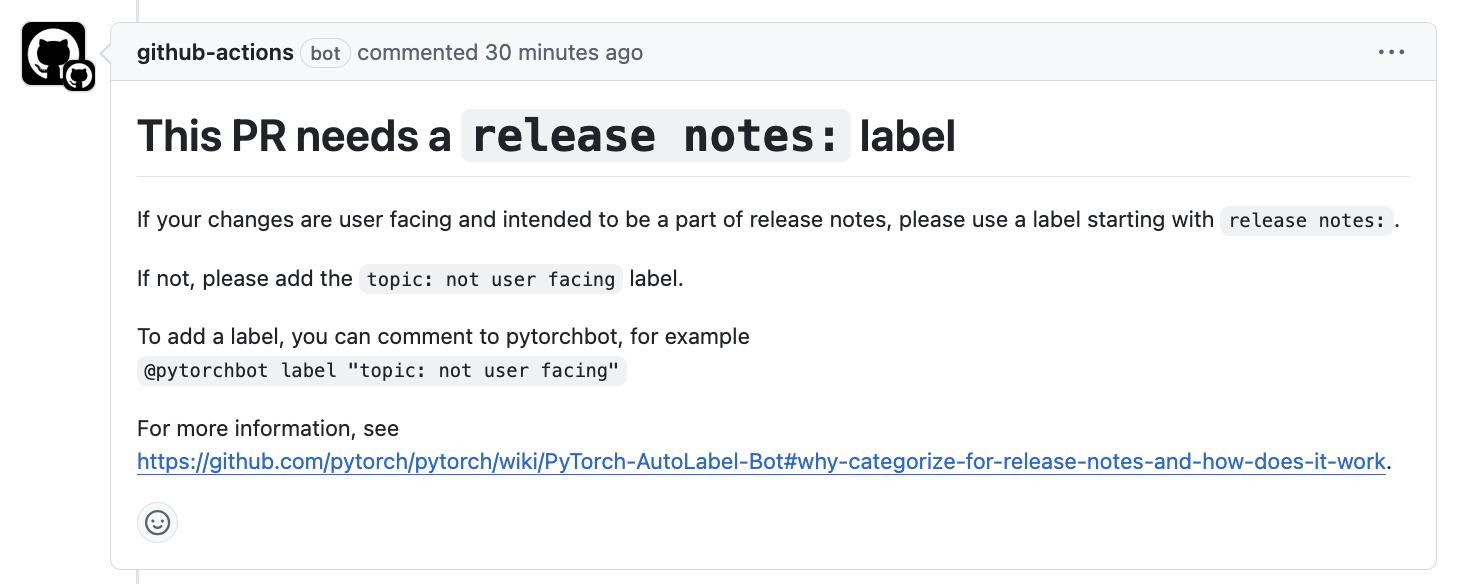 github-actions bot commented 30 minutes ago
This PR needs a release notes: label
If your changes are user facing and intended to be a part of release notes, please use a label starting with release notes:.
If not, please add the topic: not user facing label.
To add a label, you can comment to pytorchbot, for example
@pytorchbot label "topic: not user facing"
For more information, see
https://github.com/pytorch/pytorch/wiki/PyTorch-AutoLabel-Bot#why-categorize-for-release-notes-and-how-does-it-work.